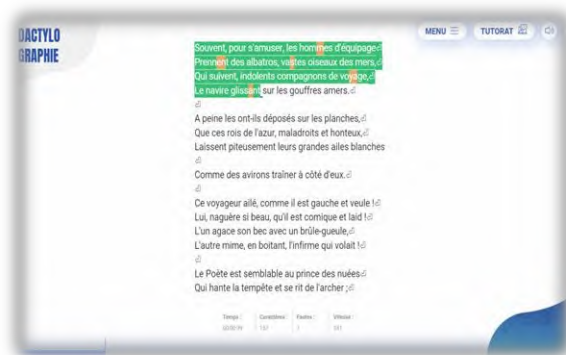 DACTYLO
GRAPHIE
MENU
TUTORAT
Souvent, pour s'amuser, les hommes d'équipage
Prennent des albatros, vastes oiseaux des mers,
Qui suivent, indolents compagnons de voyage,
Le navire glissant sur les gouffres amers.
A peine les ont-ils déposés sur les planches,
Que ces rois de l'azur, maladroits et honteux,
Laissent piteusement leurs grandes ailes blanches
Comme des avirons traîner à côté d'eux.
Ce voyageur ailé, comme il est gauche et veule !
Lui, naguère si beau, qu'il est comique et laid !
L'un agace son bec avec un brûle-gueule,
L'autre mime, en boitant, l'infirme qui volait !
Le Poète est semblable au prince des nuées
Qui hante la tempête et se rit de l'archer ;
Temps : Caractères : Fautes : Vitesse :